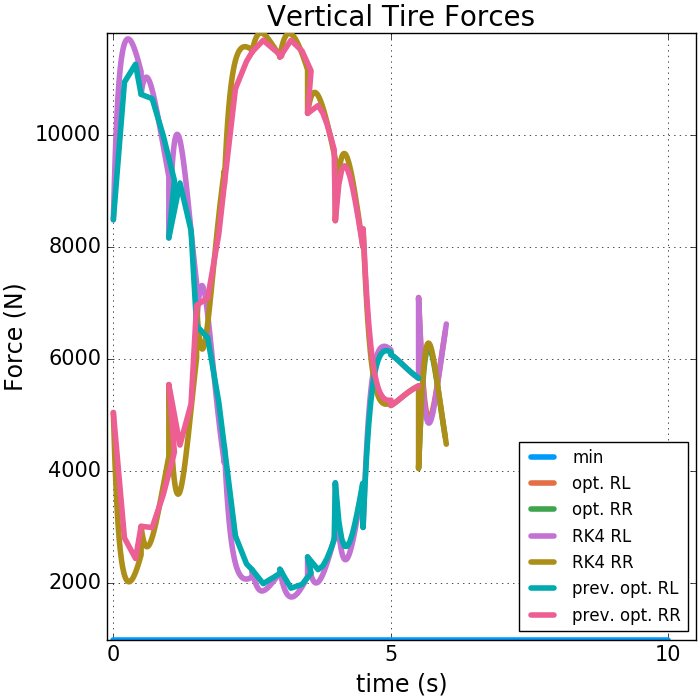 Vertical Tire Forces
Force (N)
10000
8000
6000
4000
2000
0
5
10
time (s)
min
opt. RL
opt. RR
RK4 RL
RK4 RR
prev. opt. RL
prev. opt. RR